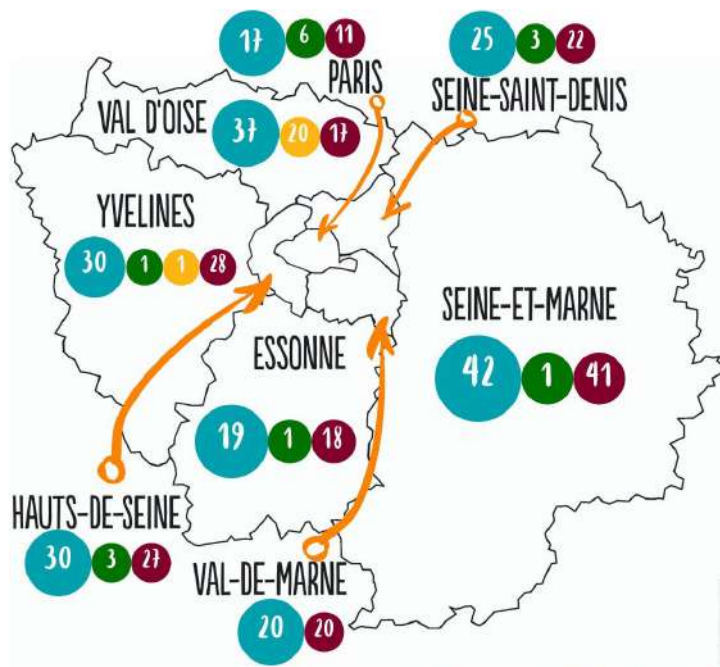 17 6 11
PARIS
25 3 22
SEINE-SAINT-DENIS
VAL D'OISE
37 20 17
YVELINES
30 1 1 28
SEINE-ET-MARNE
42 1 41
ESSONNE
19 1 18
HAUTS-DE-SEINE
30 3 27
VAL-DE-MARNE
20 20